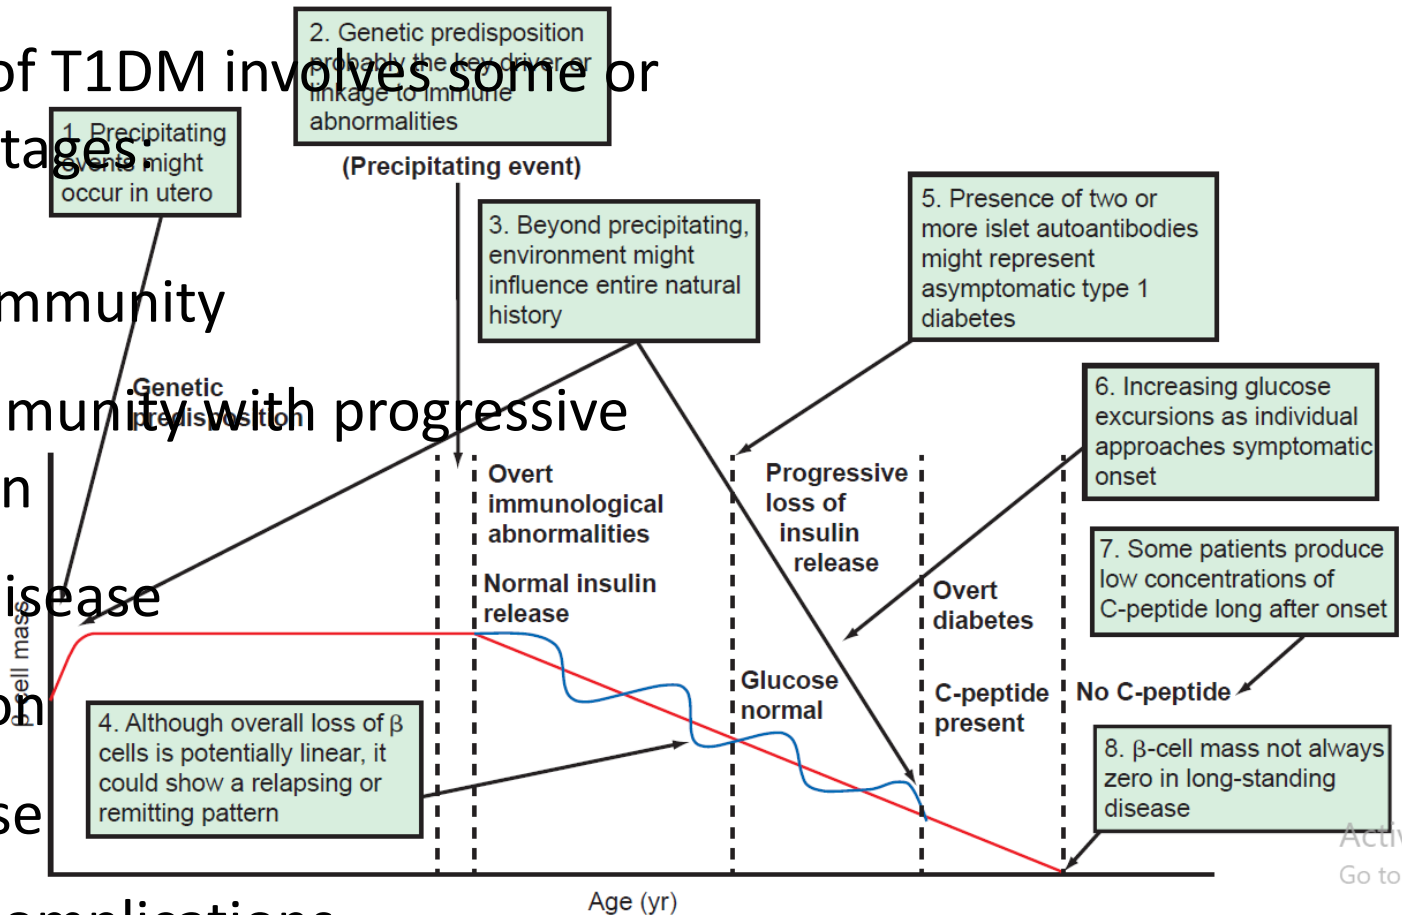 of T1DM involves some or
tages:
mmunity
munity with progressive
n
isease
on
se
omplications
1. Precipitating
events might
occur in utero
2. Genetic predisposition
probably the key driver or
linkage to immune
abnormalities
(Precipitating event)
3. Beyond precipitating,
environment might
influence entire natural
history
5. Presence of two or
more islet autoantibodies
might represent
asymptomatic type 1
diabetes
6. Increasing glucose
excursions as individual
approaches symptomatic
onset
7. Some patients produce
low concentrations of
C-peptide long after onset
Genetic
predisposition
Overt
immunological
abnormalities
Normal insulin
release
Progressive
loss of
insulin
release
Glucose
normal
Overt
diabetes
C-peptide
present
No C-peptide
4. Although overall loss of β
cells is potentially linear, it
could show a relapsing or
remitting pattern
8. β-cell mass not always
zero in long-standing
disease
cell mass
Age (yr)
Activ
Go to